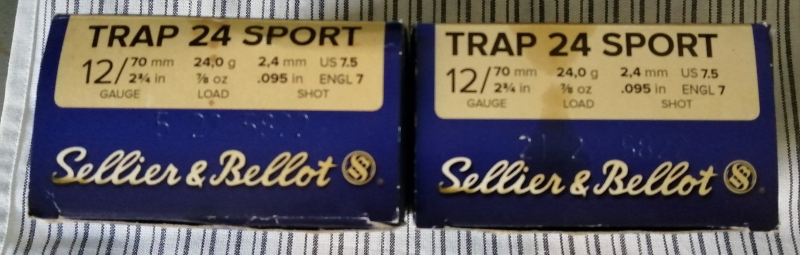 TRAP 24 SPORT
12/ 70 mm 24,0 g 2,4 mm US 7.5
2¾ in ⅞ oz .095 in ENGL 7
GAUGE LOAD SHOT
Sellier & Bellot
TRAP 24 SPORT
12/ 70 mm 24,0 g 2,4 mm US 7.5
2¾ in ⅞ oz .095 in ENGL 7
GAUGE LOAD SHOT
Sellier & Bellot